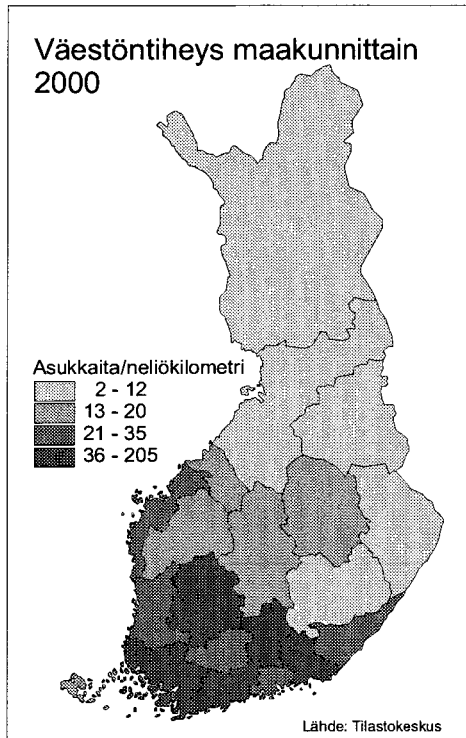 Väestöntiheys maakunnittain
2000
Asukkaita/neliökilometri
2 - 12
13 - 20
21 - 35
36 - 205
Lähde: Tilastokeskus